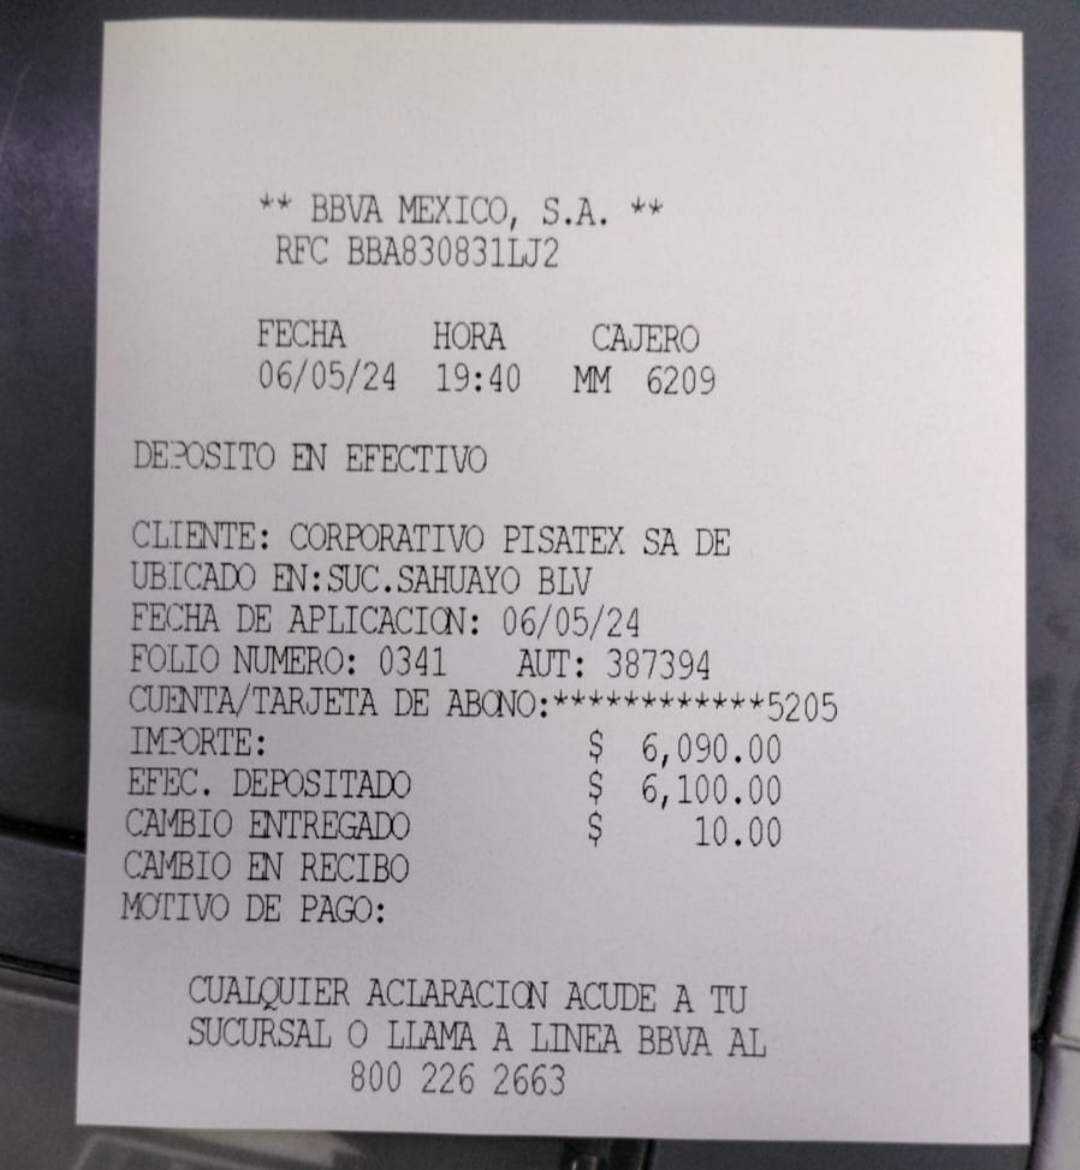 ** BBVA MEXICO, S.A. **
RFC BBA830831LJ2
FECHA HORA CAJERO
06/05/24 19:40 MM 6209
DEPOSITO EN EFECTIVO
CLIENTE: CORPORATIVO PISATEX SA DE
UBICADO EN:SUC.SAHUAYO BLV
FECHA DE APLICACION: 06/05/24
FOLIO NUMERO: 0341 AUT: 387394
CUENTA/TARJETA DE ABONO:************5205
IMPORTE: $ 6,090.00
EFEC. DEPOSITADO $ 6,100.00
CAMBIO ENTREGADO $ 10.00
CAMBIO EN RECIBO
MOTIVO DE PAGO:
CUALQUIER ACLARACION ACUDE A TU
SUCURSAL O LLAMA A LINEA BBVA AL
800 226 2663